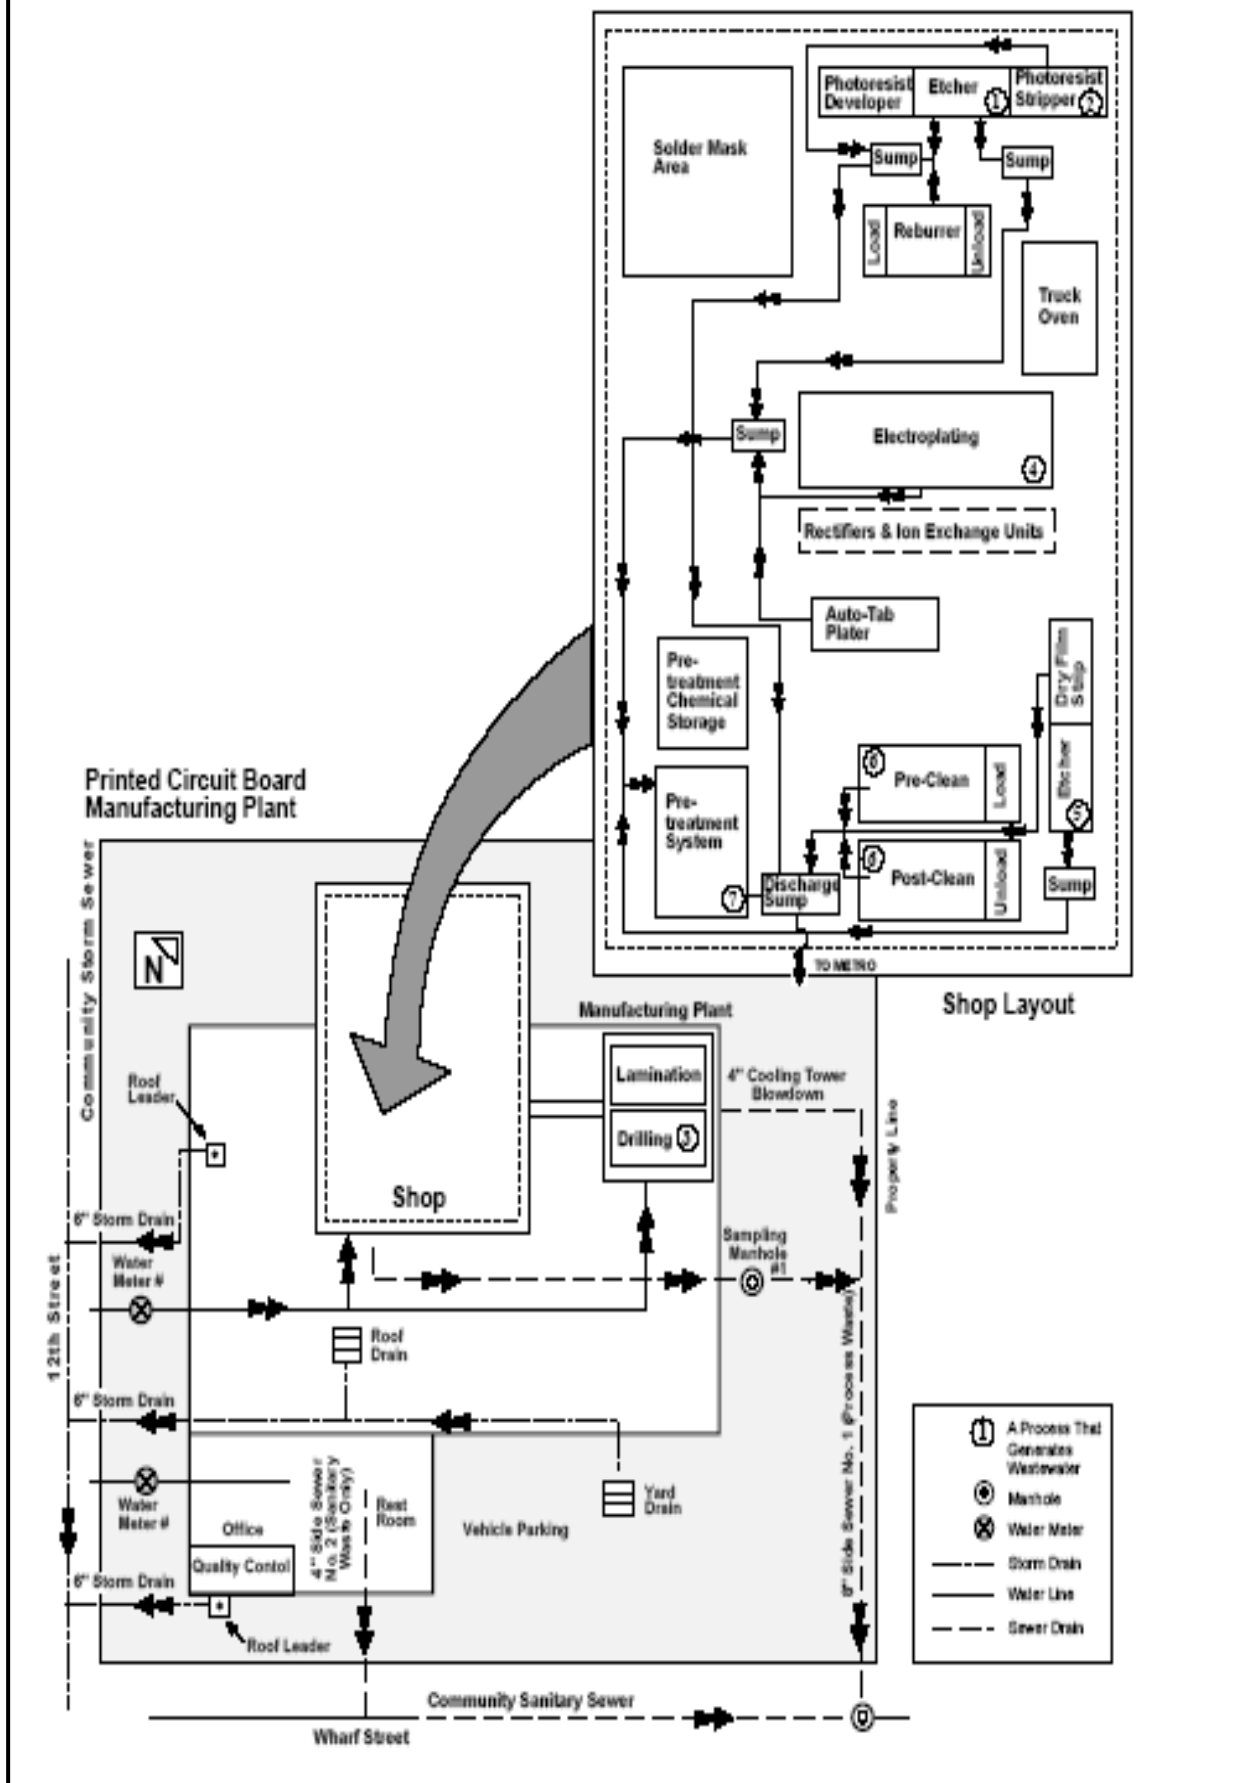 Photoresist
Developer
Etcher
1
Photoresist
Stripper
2
Solder Mask
Area
Sump
Sump
Load
Reburrer
Unload
Truck
Oven
Sump
Electroplating
4
Rectifiers & Ion Exchange Units
Auto-Tab
Plater
Pre-
treatment
Chemical
Storage
Dry Film
Strip
Etcher
5
Pre-
treatment
System
7
6
Pre-Clean
Load
6
Post-Clean
Unload
Discharge
Sump
Sump
TO METRO
Shop Layout
Printed Circuit Board
Manufacturing Plant
Community Storm Sewer
N
Manufacturing Plant
Lamination
Drilling
3
4" Cooling Tower
Blowdown
Property Line
Roof
Leader
Shop
6" Storm Drain
Water
Meter #
Sampling
Manhole
#1
12th Street
Roof
Drain
8" Side Sewer No. 1 (Process Waste)
6" Storm Drain
Water
Meter #
Office
Quality Contol
4" Side Sewer
No. 2 (Sanitary
Waste Only)
Rest
Room
Vehicle Parking
Yard
Drain
6" Storm Drain
Roof Leader
Community Sanitary Sewer
Wharf Street
1
A Process That
Generates
Wastewater
Manhole
Water Meter
Storm Drain
Water Line
Sewer Drain